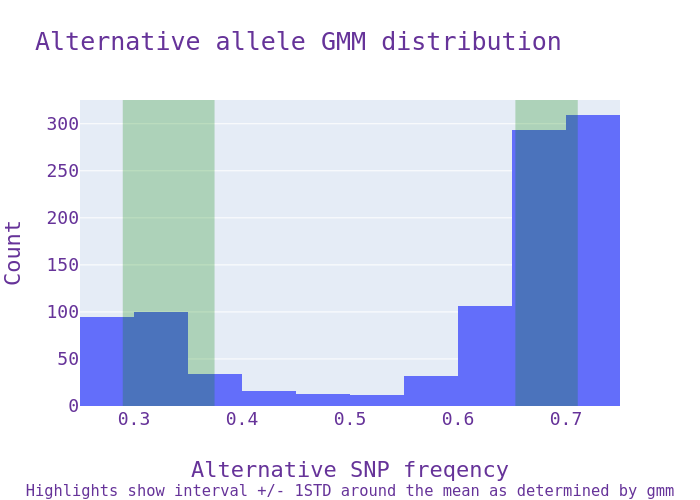 Alternative allele GMM distribution
300
250
200
150
100
50
0
Count
0.3 0.4 0.5 0.6 0.7
Alternative SNP freqency
Highlights show interval +/- 1STD around the mean as determined by gmm